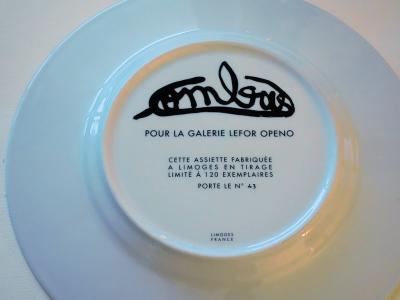 Combas
POUR LA GALERIE LEFOR OPENO
CETTE ASSIETTE FABRIQUÉE
A LIMOGES EN TIRAGE
LIMITÉ À 120 EXEMPLAIRES
PORTE LE N° 43
LIMOGES
FRANCE